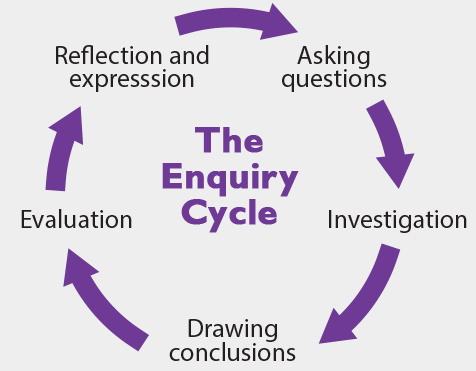 The
Enquiry
Cycle
Asking
questions
Investigation
Drawing
conclusions
Evaluation
Reflection and
expresssion